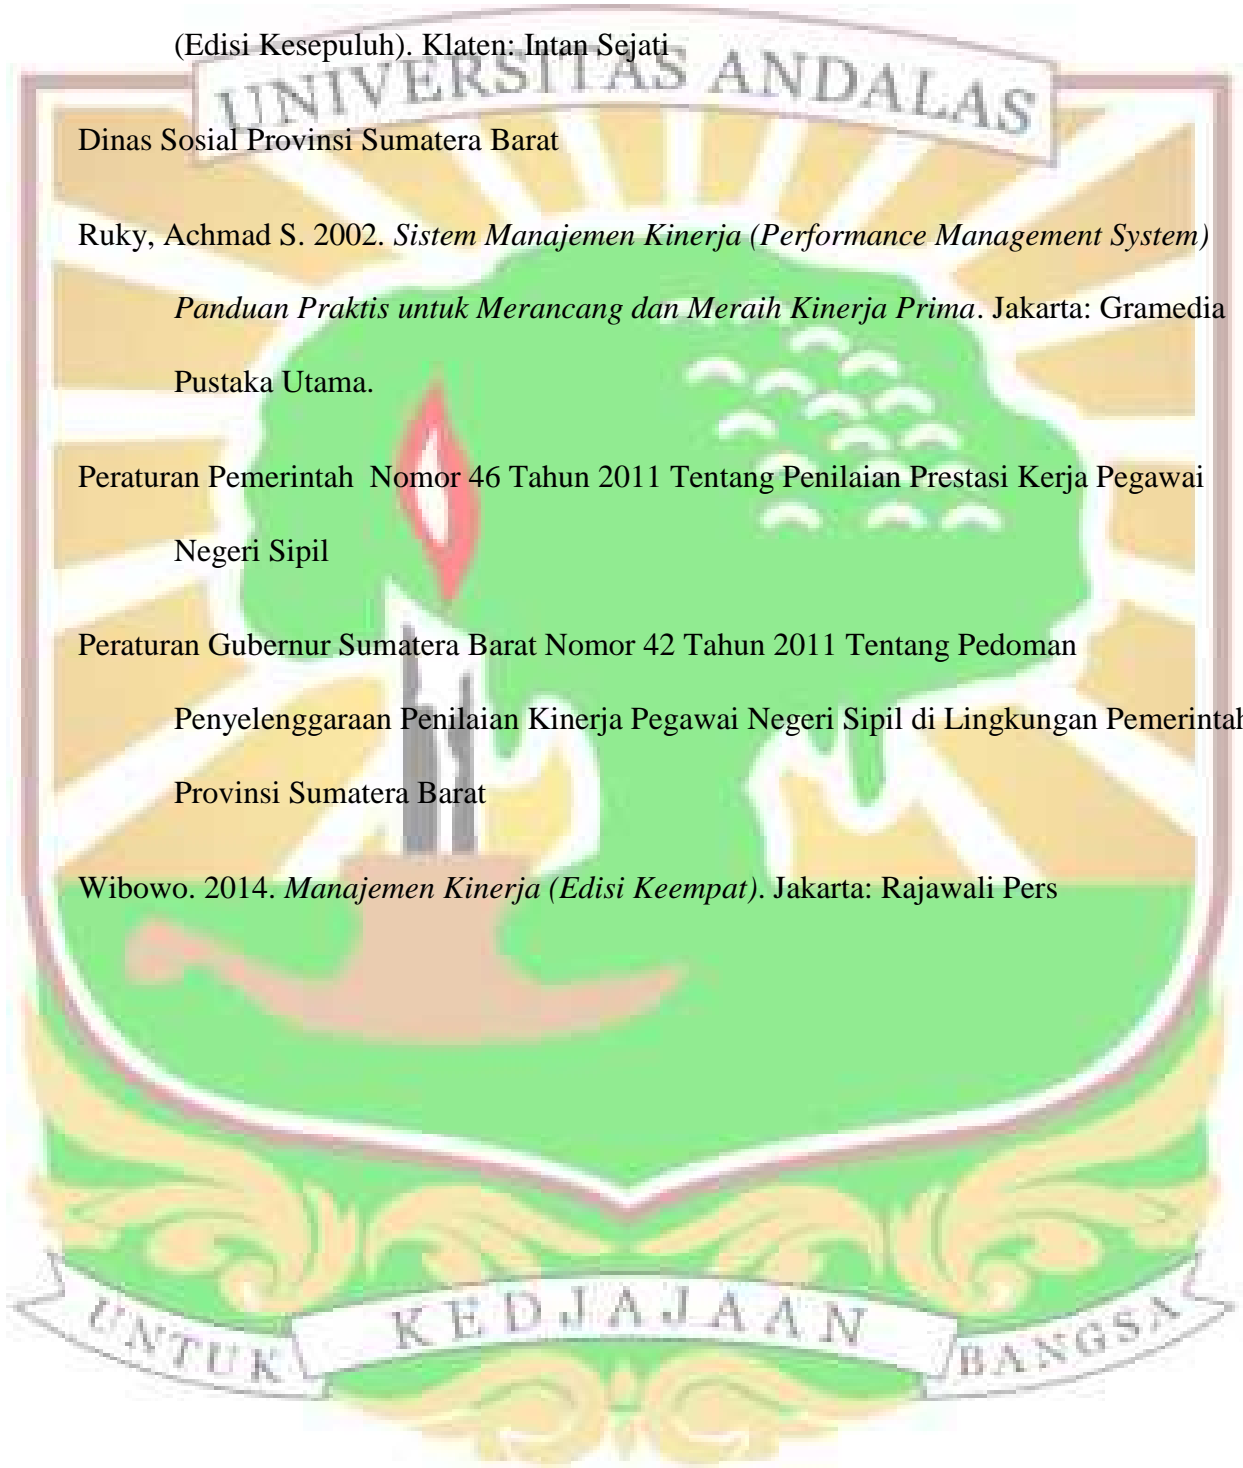 (Edisi Kesepuluh). Klaten: Intan Sejati
UNIVERSITAS ANDALAS
Dinas Sosial Provinsi Sumatera Barat
Ruky, Achmad S. 2002. Sistem Manajemen Kinerja (Performance Management System)
Panduan Praktis untuk Merancang dan Meraih Kinerja Prima. Jakarta: Gramedia
Pustaka Utama.
Peraturan Pemerintah Nomor 46 Tahun 2011 Tentang Penilaian Prestasi Kerja Pegawai
Negeri Sipil
Peraturan Gubernur Sumatera Barat Nomor 42 Tahun 2011 Tentang Pedoman
Penyelenggaraan Penilaian Kinerja Pegawai Negeri Sipil di Lingkungan Pemerintah
Provinsi Sumatera Barat
Wibowo. 2014. Manajemen Kinerja (Edisi Keempat). Jakarta: Rajawali Pers
UNTUK KEDJAJAAN BANGSA